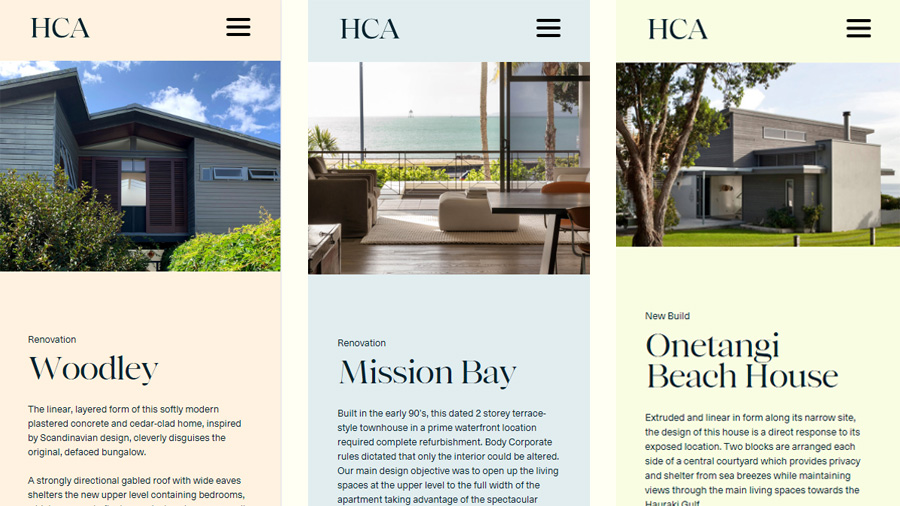 HCA
Renovation
Woodley
The linear, layered form of this softly modern
plastered concrete and cedar-clad home, inspired
by Scandinavian design, cleverly disguises the
original, defaced bungalow.
A strongly directional gabled roof with wide eaves
shelters the new upper level containing bedrooms,
HCA
Renovation
Mission Bay
Built in the early 90's, this dated 2 storey terrace-
style townhouse in a prime waterfront location
required complete refurbishment. Body Corporate
rules dictated that only the interior could be altered.
Our main design objective was to open up the living
spaces at the upper level to the full width of the
apartment taking advantage of the spectacular
HCA
New Build
Onetangi
Beach House
Extruded and linear in form along its narrow site,
the design of this house is a direct response to its
exposed location. Two blocks are arranged each
side of a central courtyard which provides privacy
and shelter from sea breezes while maintaining
views through the main living spaces towards the
Hauraki Gulf